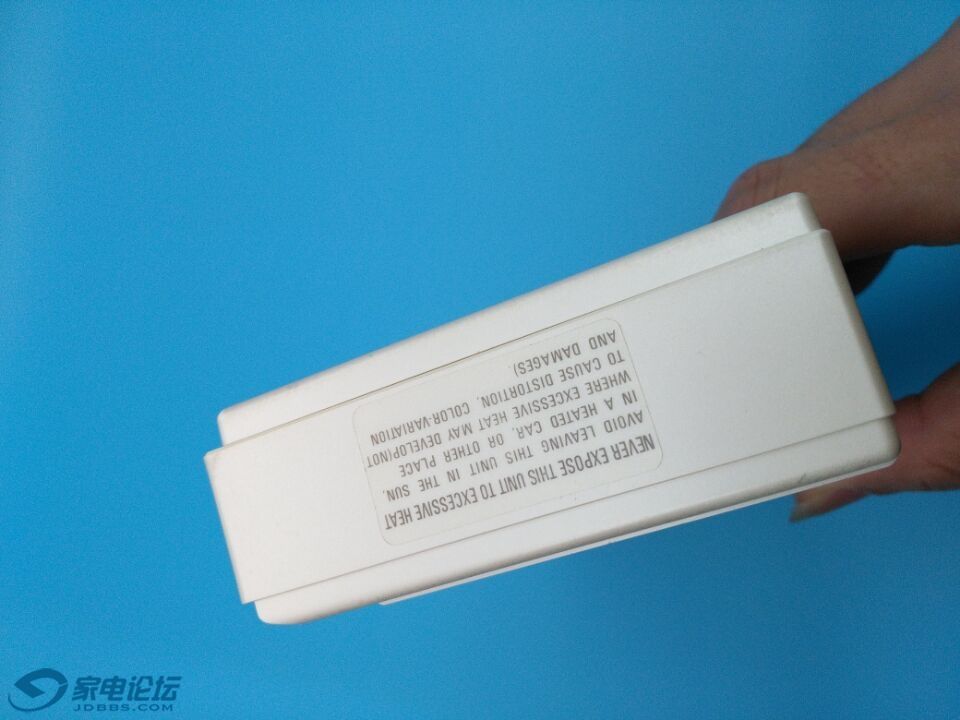 NEVER EXPOSE THIS UNIT TO EXCESSIVE HEAT
AVOID LEAVING THIS UNIT IN THE SUN.
IN A HEATED CAR, OR OTHER PLACE
WHERE EXCESSIVE HEAT MAY DEVELOP(NOT
TO CAUSE DISTORTION, COLOR-VARIATION
AND DAMAGES)
家电论坛
JDBBS.COM